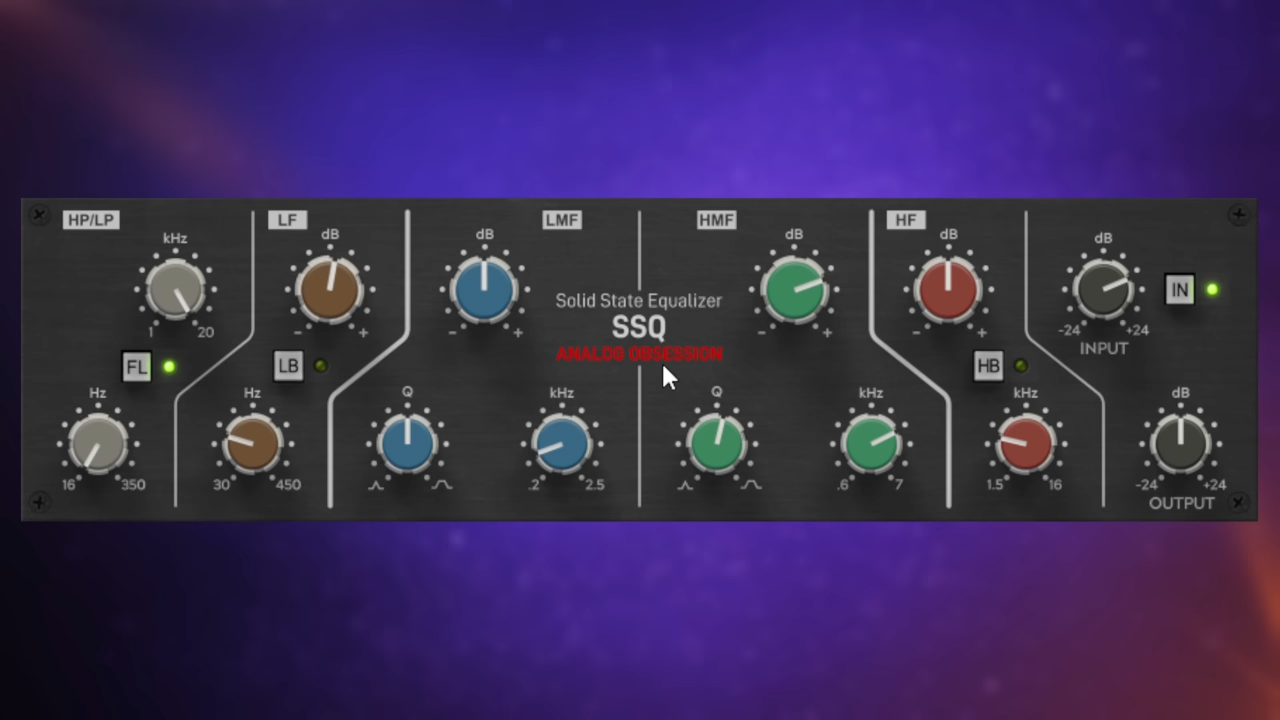 HP/LP LF LMF HMF HF
kHz dB dB dB dB dB
Solid State Equalizer
IN
SSQ
1 20 - + - + - + - + -24 +24
INPUT
ANALOG OBSESSION
FL LB HB
Hz Hz Q kHz Q kHz kHz dB
16 350 30 450 .2 2.5 .6 7 1.5 16 -24 +24
OUTPUT